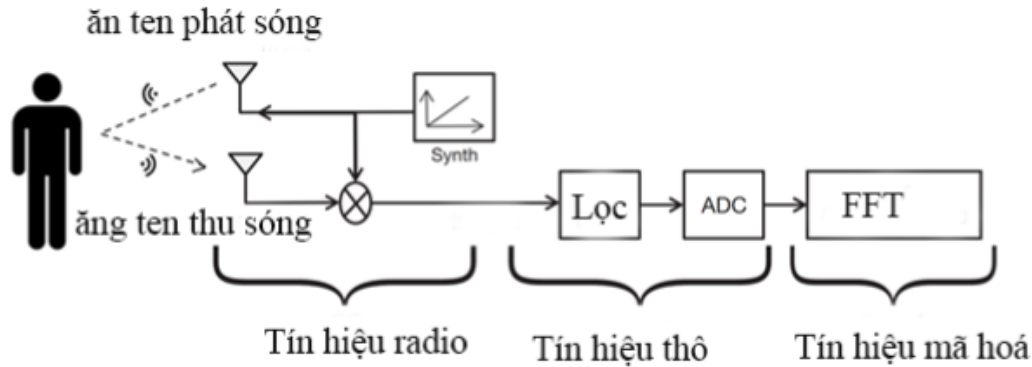 ăn ten phát sóng
Synth
ăng ten thu sóng
Lọc
ADC
FFT
Tín hiệu radio
Tín hiệu thô
Tín hiệu mã hoá